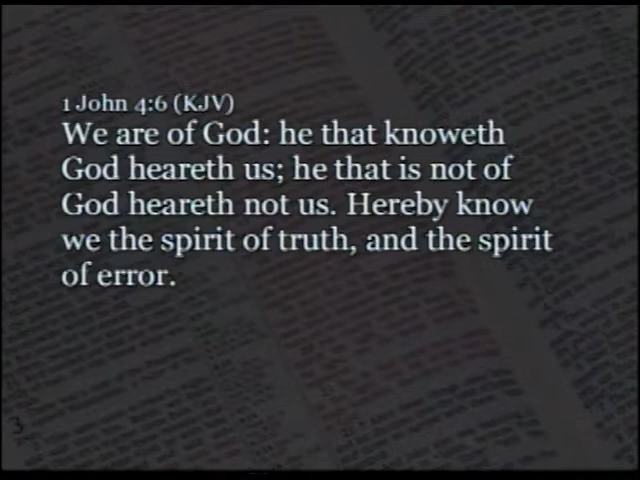 1 John 4:6 (KJV)
We are of God: he that knoweth
God heareth us; he that is not of
God heareth not us. Hereby know
we the spirit of truth, and the spirit
of error.